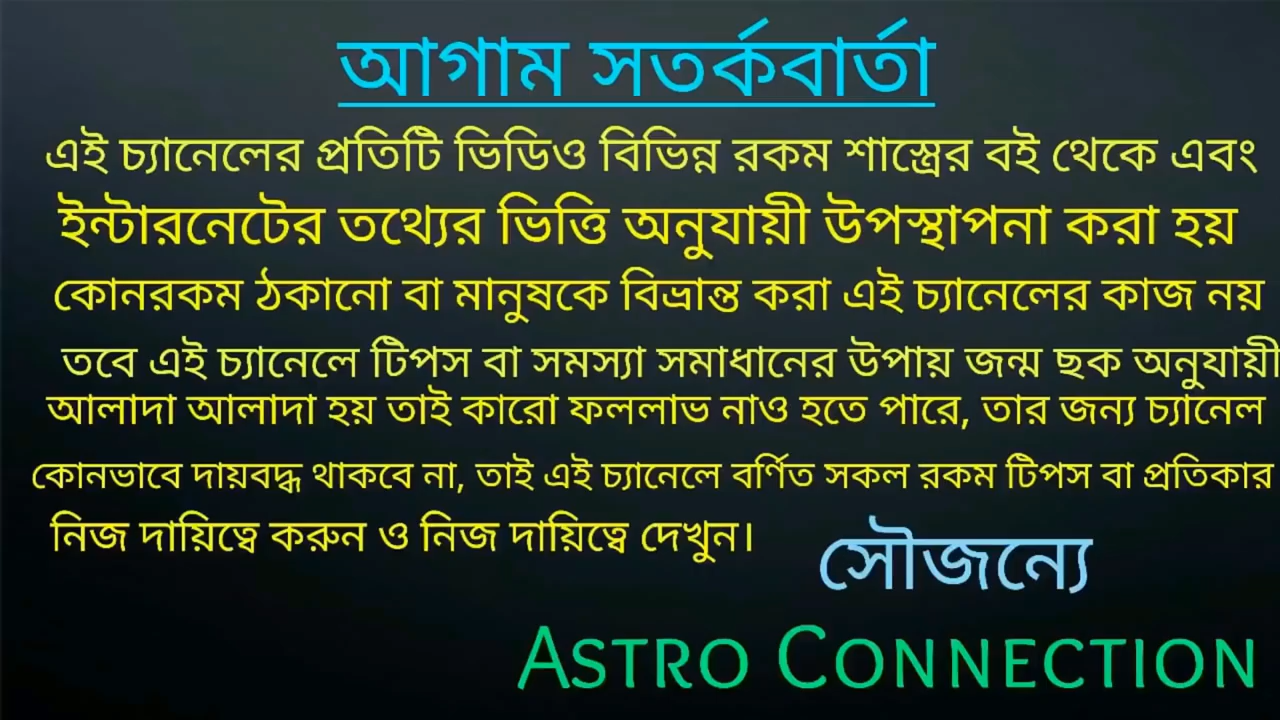 আগাম সতর্কবার্তা
এই চ্যানেলের প্রতিটি ভিডিও বিভিন্ন রকম শাস্ত্রের বই থেকে এবং
ইন্টারনেটের তথ্যের ভিত্তি অনুযায়ী উপস্থাপনা করা হয়
কোনরকম ঠকানো বা মানুষকে বিভ্রান্ত করা এই চ্যানেলের কাজ নয়
তবে এই চ্যানেলে টিপস বা সমস্যা সমাধানের উপায় জন্ম ছক অনুযায়ী
আলাদা আলাদা হয় তাই কারো ফললাভ নাও হতে পারে, তার জন্য চ্যানেল
কোনভাবে দায়বদ্ধ থাকবে না, তাই এই চ্যানেলে বর্ণিত সকল রকম টিপস বা প্রতিকার
নিজ দায়িত্বে করুন ও নিজ দায়িত্বে দেখুন।
সৌজন্যে
ASTRO CONNECTION